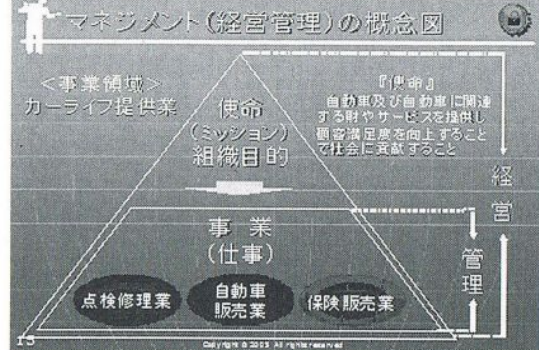 マネジメント(経営管理)の概念図
<事業領域>
カーライフ提供業
使命
(ミッション)
組織目的
『使命』
自動車及び自動車に関連
する財やサービスを提供し
顧客満足度を向上すること
で社会に貢献すること
経営
事 業
(仕事)
管理
点検修理業
自動車
販売業
保険販売業
15
Copyright © 2005 All rights reserved